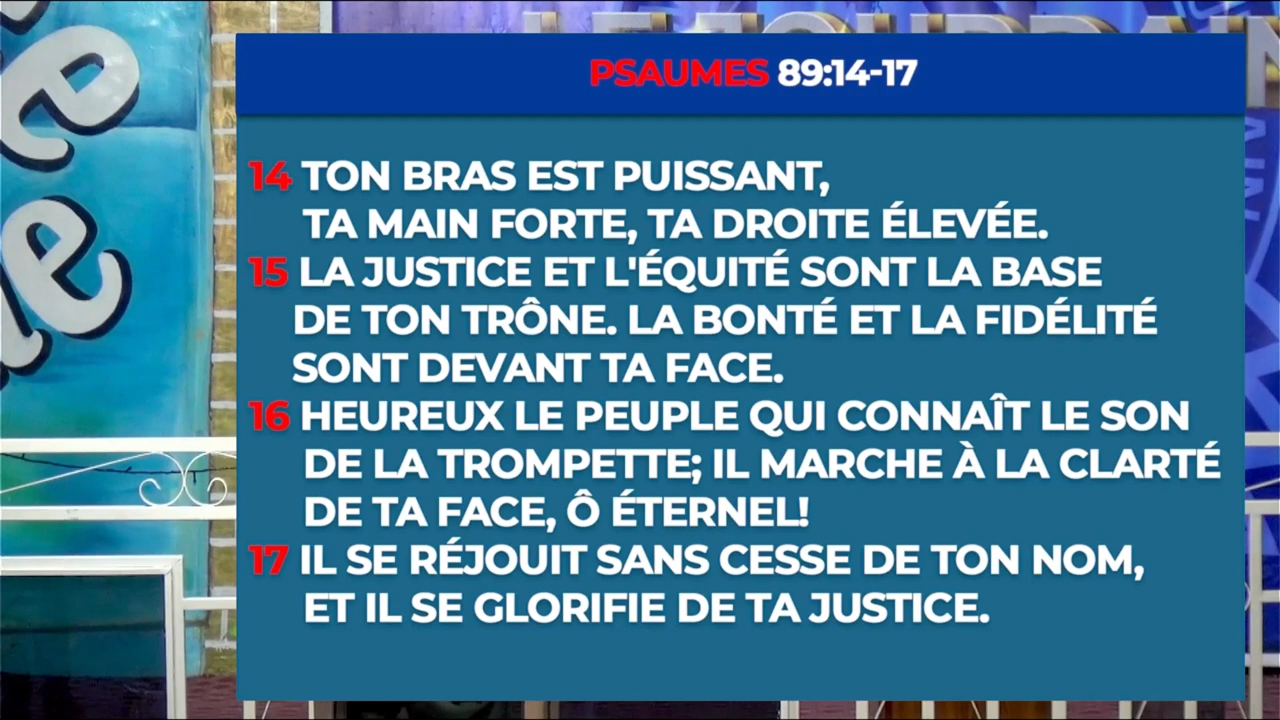 PSAUMES 89:14-17
14 TON BRAS EST PUISSANT,
TA MAIN FORTE, TA DROITE ÉLEVÉE.
15 LA JUSTICE ET L'ÉQUITÉ SONT LA BASE
DE TON TRÔNE. LA BONTÉ ET LA FIDÉLITÉ
SONT DEVANT TA FACE.
16 HEUREUX LE PEUPLE QUI CONNAÎT LE SON
DE LA TROMPETTE; IL MARCHE À LA CLARTÉ
DE TA FACE, Ô ÉTERNEL!
17 IL SE RÉJOUIT SANS CESSE DE TON NOM,
ET IL SE GLORIFIE DE TA JUSTICE.